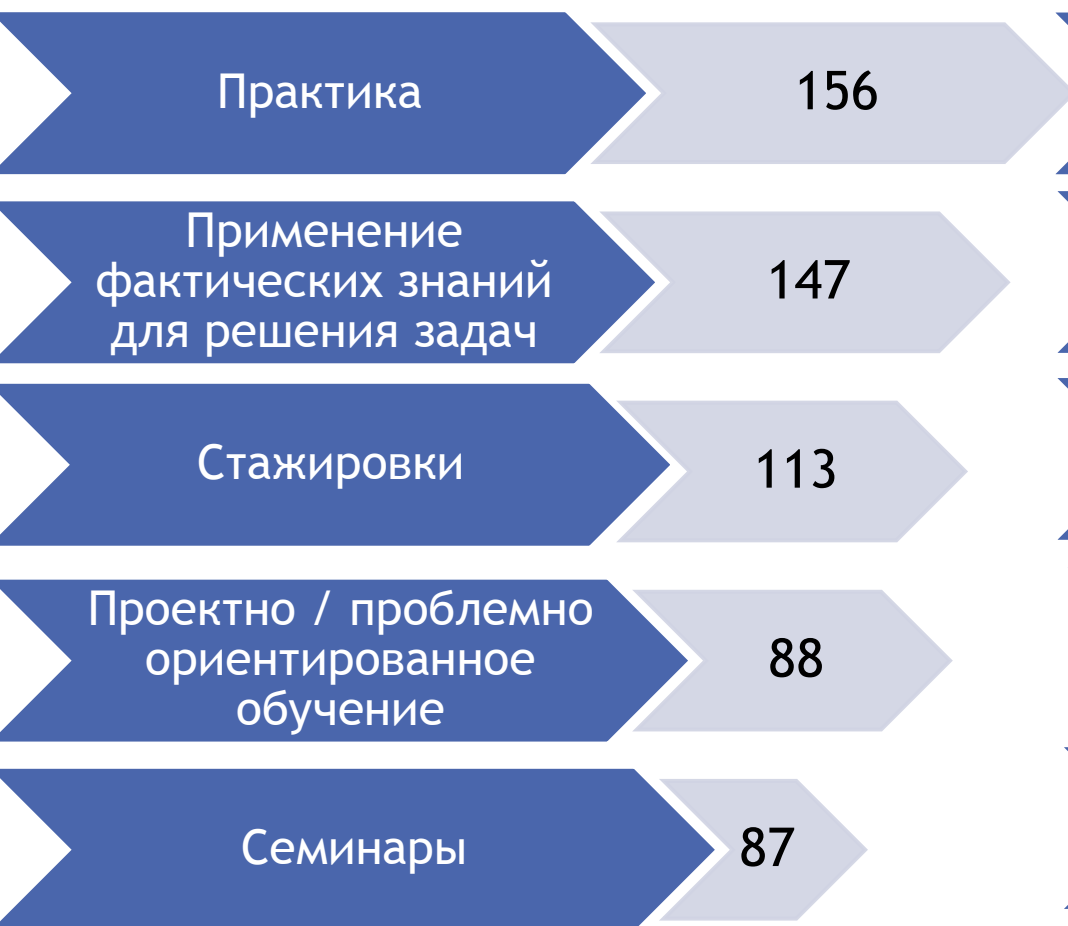 Практика
156
Применение
фактических знаний
для решения задач
147
Стажировки
113
Проектно / проблемно
ориентированное
обучение
88
Семинары
87